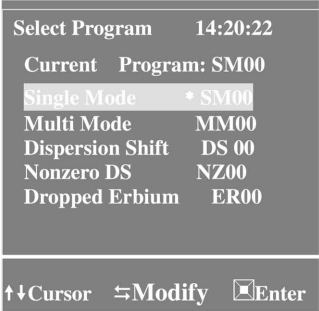 Select Program 14:20:22
Current Program: SM00
Single Mode * SM00
Multi Mode MM00
Dispersion Shift DS 00
Nonzero DS NZ00
Dropped Erbium ER00
↑↓Cursor ⇆Modify Enter